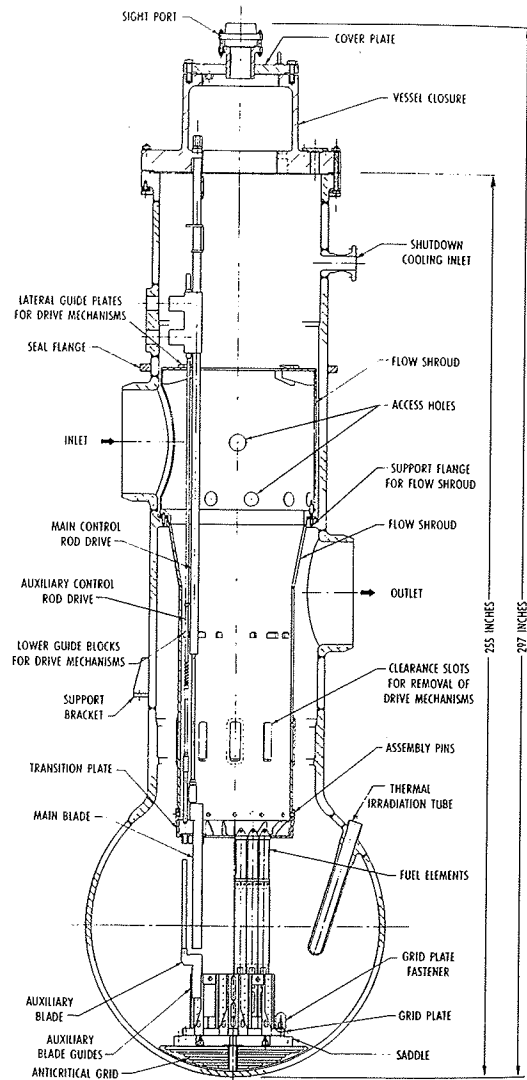 SIGHT PORT
COVER PLATE
VESSEL CLOSURE
SHUTDOWN
COOLING INLET
LATERAL GUIDE PLATES
FOR DRIVE MECHANISMS
SEAL FLANGE
FLOW SHROUD
ACCESS HOLES
INLET
SUPPORT FLANGE
FOR FLOW SHROUD
MAIN CONTROL
ROD DRIVE
FLOW SHROUD
AUXILIARY CONTROL
ROD DRIVE
OUTLET
255 INCHES
297 INCHES
LOWER GUIDE BLOCKS
FOR DRIVE MECHANISMS
CLEARANCE SLOTS
FOR REMOVAL OF
DRIVE MECHANISMS
SUPPORT
BRACKET
ASSEMBLY PINS
TRANSITION PLATE
THERMAL
IRRADIATION TUBE
MAIN BLADE
FUEL ELEMENTS
GRID PLATE
FASTENER
AUXILIARY
BLADE
GRID PLATE
AUXILIARY
BLADE GUIDES
SADDLE
ANTICRITICAL GRID